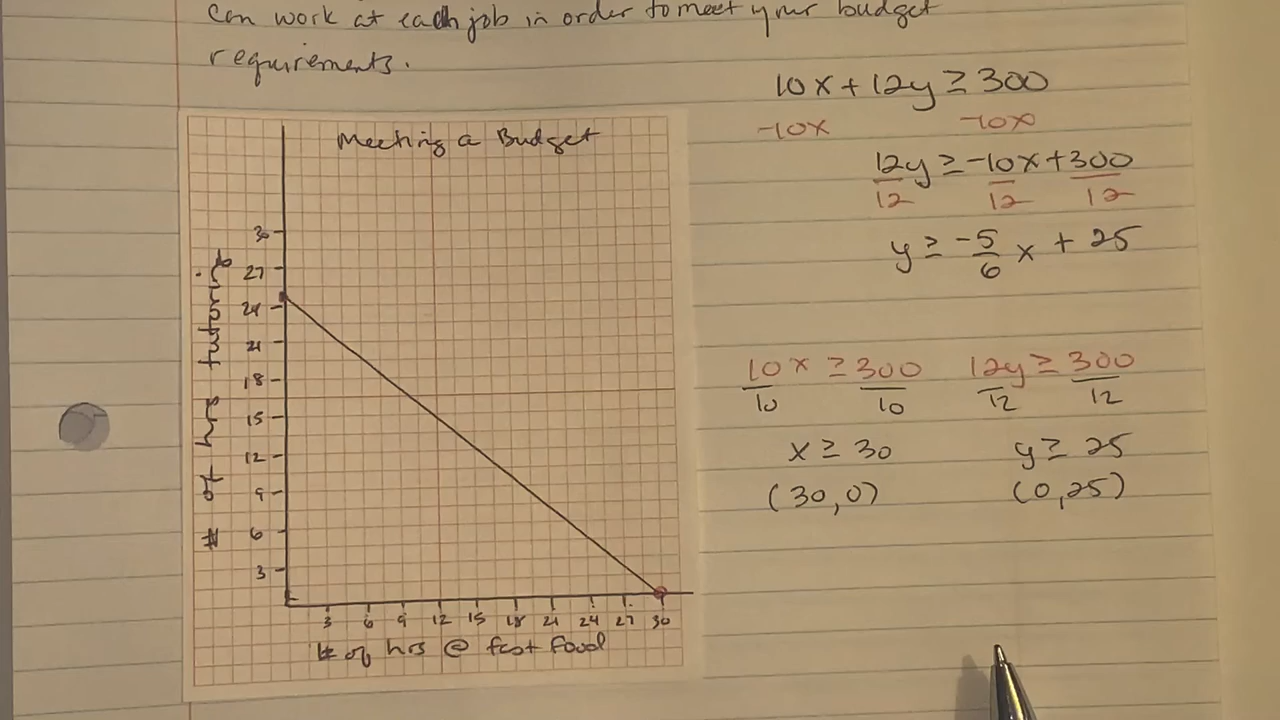 can work at each job in order to meet your budget
requirements.
10x + 12y ≥ 300
-10x -10x
12y ≥ -10x + 300
12 12 12
y ≥ -5/6 x + 25
10x ≥ 300 12y ≥ 300
10 10 12 12
x ≥ 30 y ≥ 25
(30,0) (0,25)
Meeting a Budget
# of hrs tutoring
30
27
24
21
18
15
12
9
6
3
3 6 9 12 15 18 21 24 27 30
# of hrs @ fast food